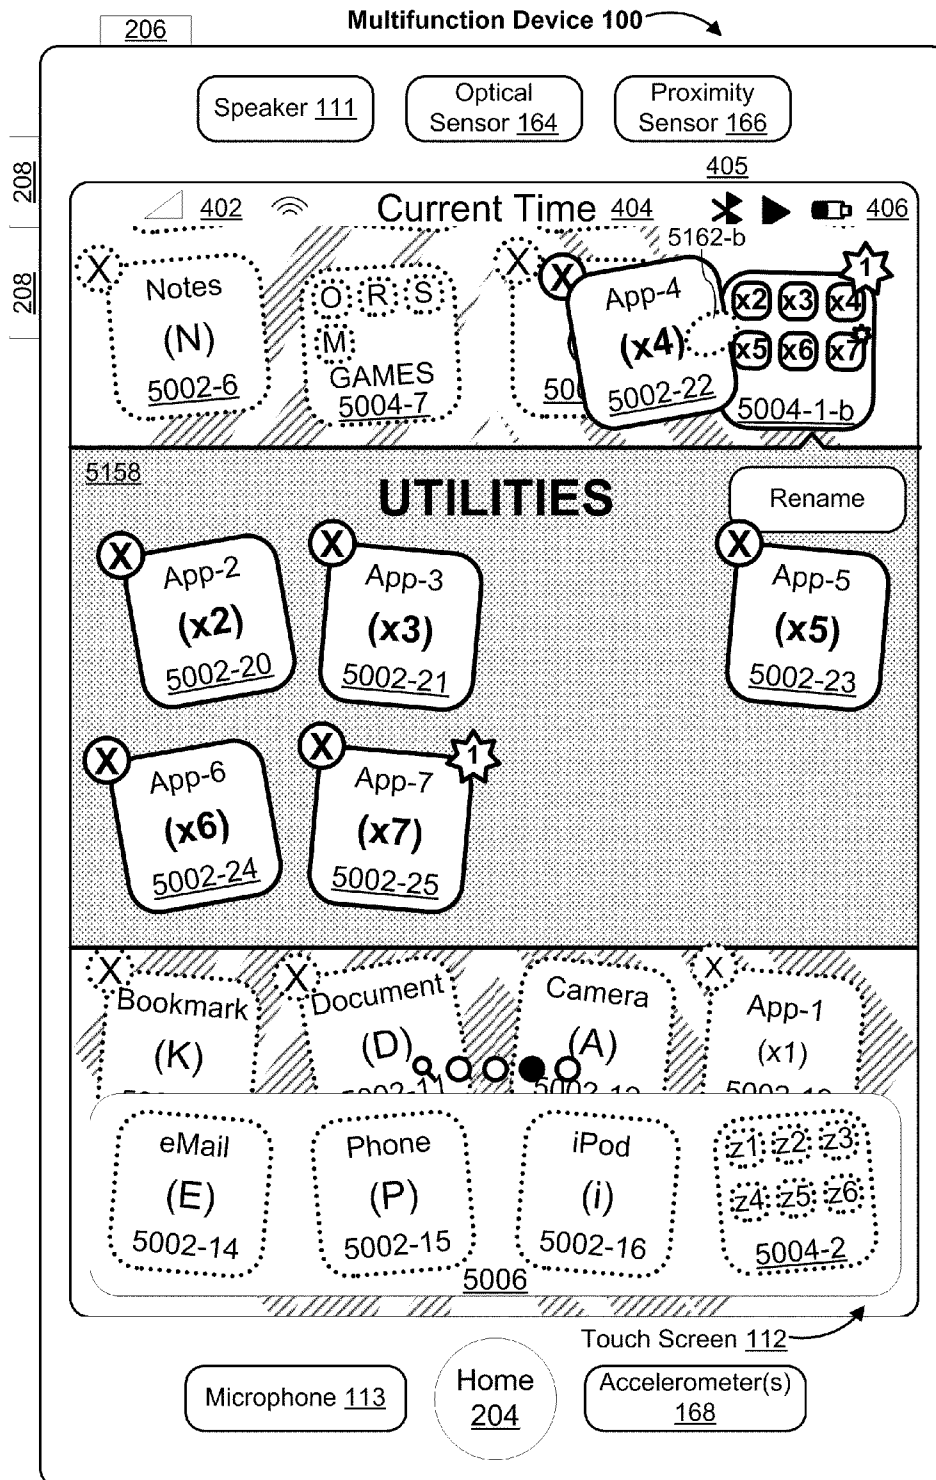 Multifunction Device 100
206
Speaker 111
Optical
Sensor 164
Proximity
Sensor 166
208
208
405
402
Current Time 404
406
5162-b
X
Notes
(N)
5002-6
O R S
M
GAMES
5004-7
X
X
App-4
(x4)
5002-22
1
x2 x3 x4
x5 x6 x7
5004-1-b
5158
UTILITIES
Rename
X
App-2
(x2)
5002-20
X
App-3
(x3)
5002-21
X
App-5
(x5)
5002-23
X
App-6
(x6)
5002-24
X
1
App-7
(x7)
5002-25
X
Bookmark
(K)
X
Document
(D)
Camera
(A)
X
App-1
(x1)
eMail
(E)
5002-14
Phone
(P)
5002-15
iPod
(i)
5002-16
z1 z2 z3
z4 z5 z6
5004-2
5006
Touch Screen 112
Microphone 113
Home
204
Accelerometer(s)
168